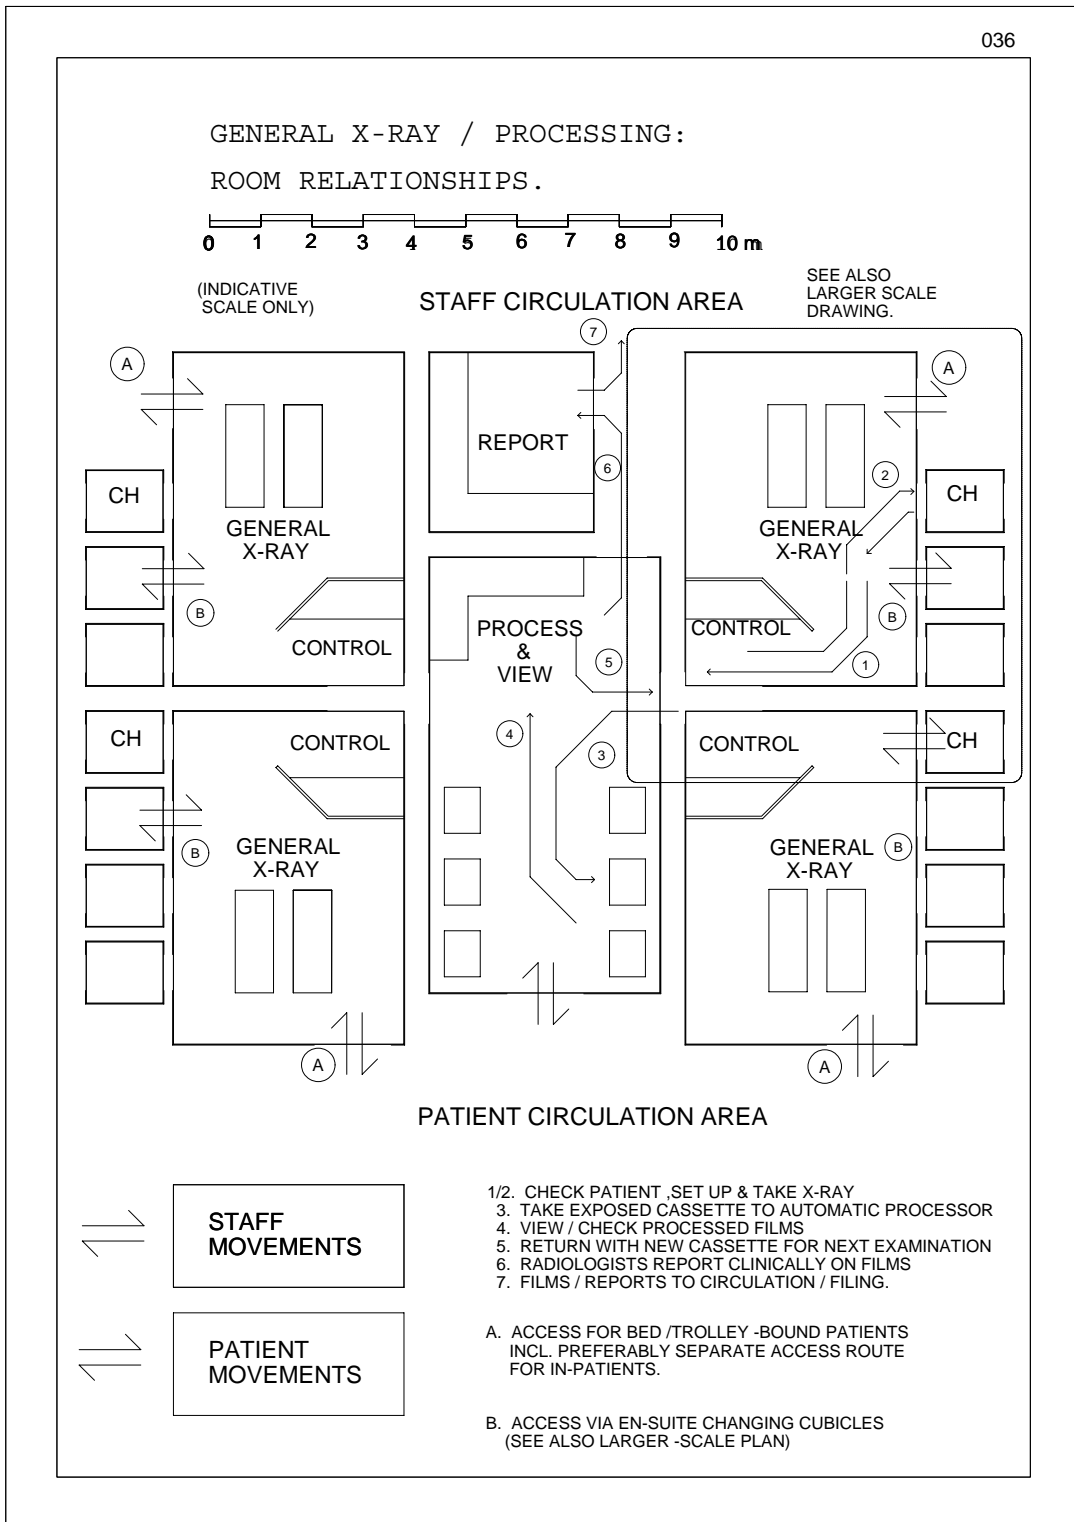 036
GENERAL X-RAY / PROCESSING:
ROOM RELATIONSHIPS.
0 1 2 3 4 5 6 7 8 9 10 m
(INDICATIVE
SCALE ONLY)
STAFF CIRCULATION AREA
SEE ALSO
LARGER SCALE
DRAWING.
7
A
A
REPORT
6
2
CH
CH
GENERAL
X-RAY
GENERAL
X-RAY
B
B
CONTROL
PROCESS
&
VIEW
CONTROL
5
1
CH
CONTROL
4
3
CONTROL
CH
B
GENERAL
X-RAY
GENERAL
X-RAY
B
A
A
PATIENT CIRCULATION AREA
STAFF
MOVEMENTS
PATIENT
MOVEMENTS
1/2. CHECK PATIENT ,SET UP & TAKE X-RAY
3. TAKE EXPOSED CASSETTE TO AUTOMATIC PROCESSOR
4. VIEW / CHECK PROCESSED FILMS
5. RETURN WITH NEW CASSETTE FOR NEXT EXAMINATION
6. RADIOLOGISTS REPORT CLINICALLY ON FILMS
7. FILMS / REPORTS TO CIRCULATION / FILING.
A. ACCESS FOR BED /TROLLEY -BOUND PATIENTS
INCL. PREFERABLY SEPARATE ACCESS ROUTE
FOR IN-PATIENTS.
B. ACCESS VIA EN-SUITE CHANGING CUBICLES
(SEE ALSO LARGER -SCALE PLAN)